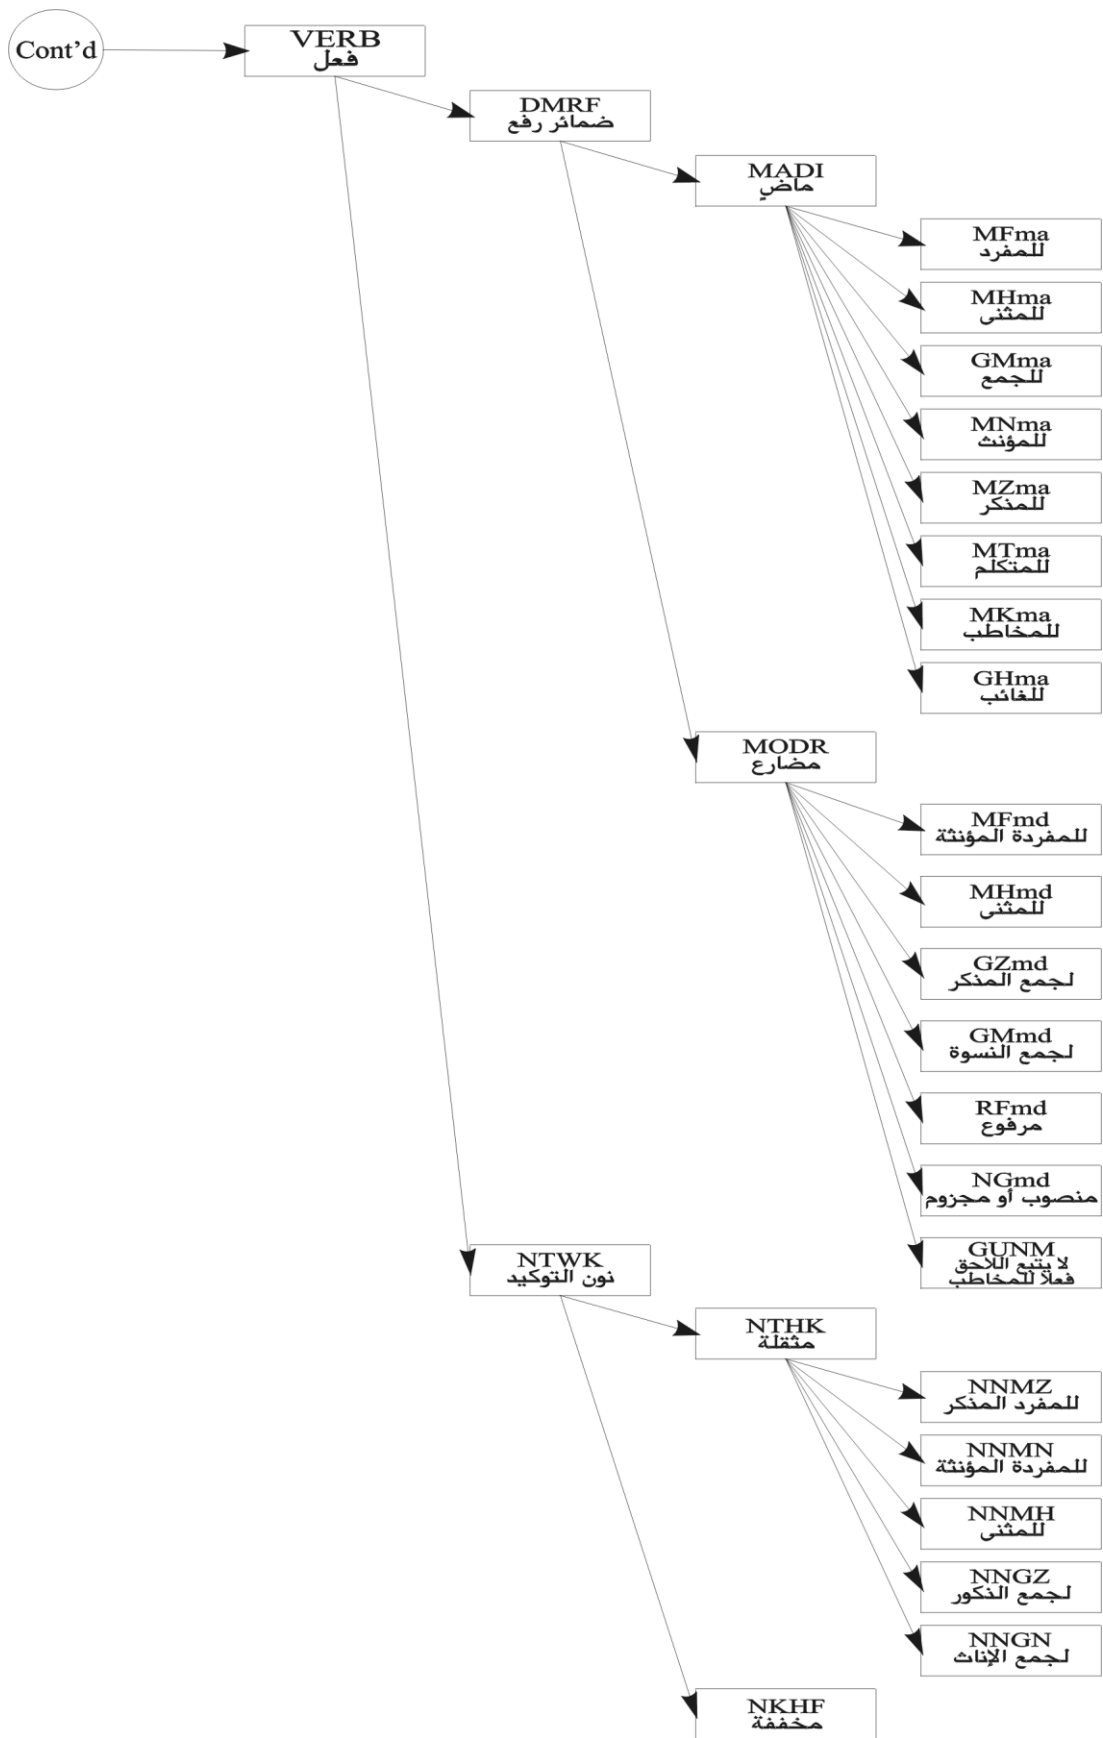 Cont’d
VERB
فعل
DMRF
ضمائر رفع
MADI
ماضٍ
MFma
للمفرد
MHma
للمثنى
GMma
للجمع
MNma
للمؤنث
MZma
للمذكر
MTma
للمتكلم
MKma
للمخاطب
GHma
للغائب
MODR
مضارع
MFmd
للمفردة المؤنثة
MHmd
للمثنى
GZmd
لجمع المذكر
GMmd
لجمع النسوة
RFmd
مرفوع
NGmd
منصوب أو مجزوم
GUNM
لا يتبع اللاحق
فعلا للمخاطب
NTWK
نون التوكيد
NTHK
مثقلة
NNMZ
للمفرد المذكر
NNMN
للمفردة المؤنثة
NNMH
للمثنى
NNGZ
لجمع الذكور
NNGN
لجمع الإناث
NKHF
مخففة